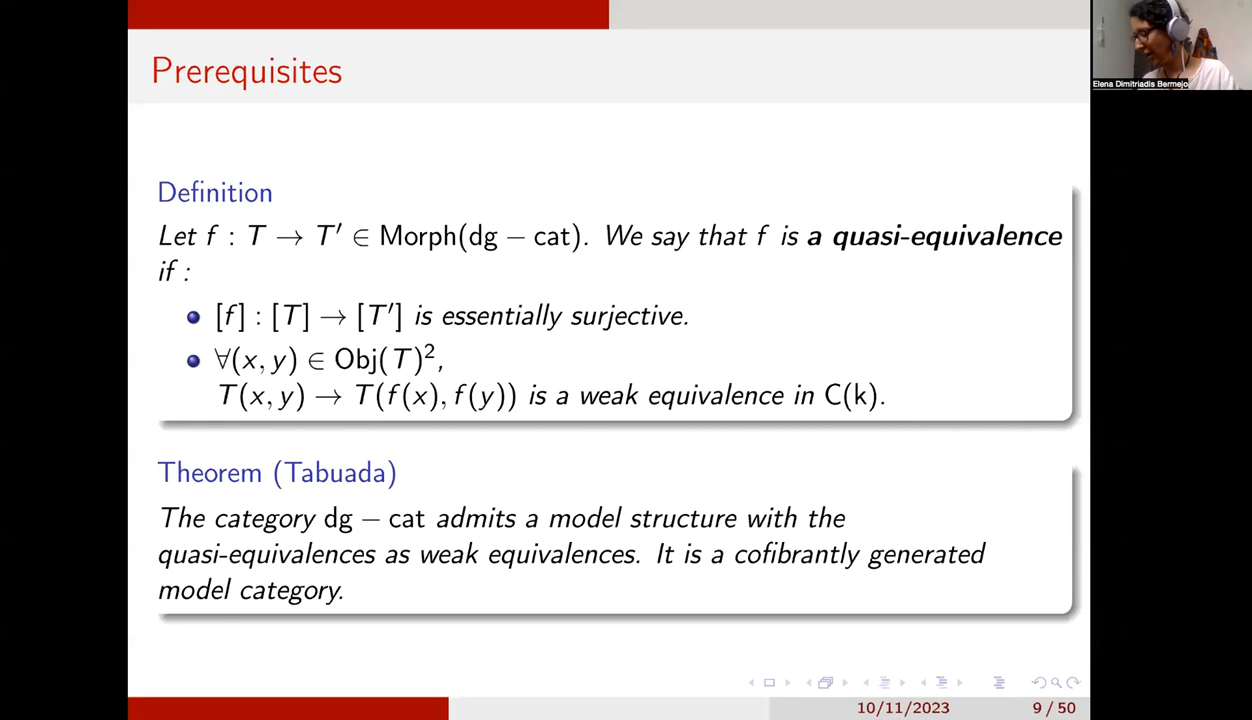 Prerequisites
Elena Dimitriadis Bermejo
Definition
Let f : T → T′ ∈ Morph(dg − cat). We say that f is a quasi-equivalence
if :
[f] : [T] → [T′] is essentially surjective.
∀(x, y) ∈ Obj(T)²,
T(x, y) → T(f(x), f(y)) is a weak equivalence in C(k).
Theorem (Tabuada)
The category dg − cat admits a model structure with the
quasi-equivalences as weak equivalences. It is a cofibrantly generated
model category.
10/11/2023 9 / 50